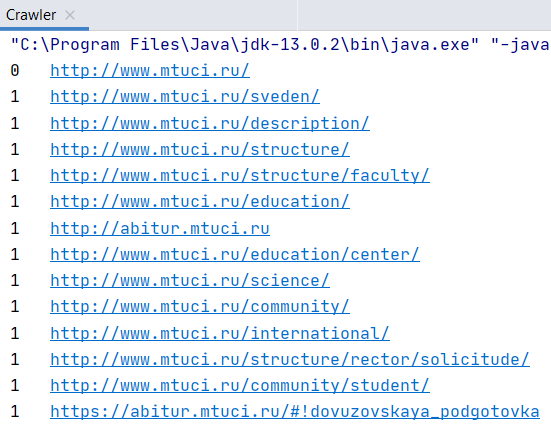 Crawler ×
"C:\Program Files\Java\jdk-13.0.2\bin\java.exe" "-java
0 http://www.mtuci.ru/
1 http://www.mtuci.ru/sveden/
1 http://www.mtuci.ru/description/
1 http://www.mtuci.ru/structure/
1 http://www.mtuci.ru/structure/faculty/
1 http://www.mtuci.ru/education/
1 http://abitur.mtuci.ru
1 http://www.mtuci.ru/education/center/
1 http://www.mtuci.ru/science/
1 http://www.mtuci.ru/community/
1 http://www.mtuci.ru/international/
1 http://www.mtuci.ru/structure/rector/solicitude/
1 http://www.mtuci.ru/community/student/
1 https://abitur.mtuci.ru/#!dovuzovskaya_podgotovka